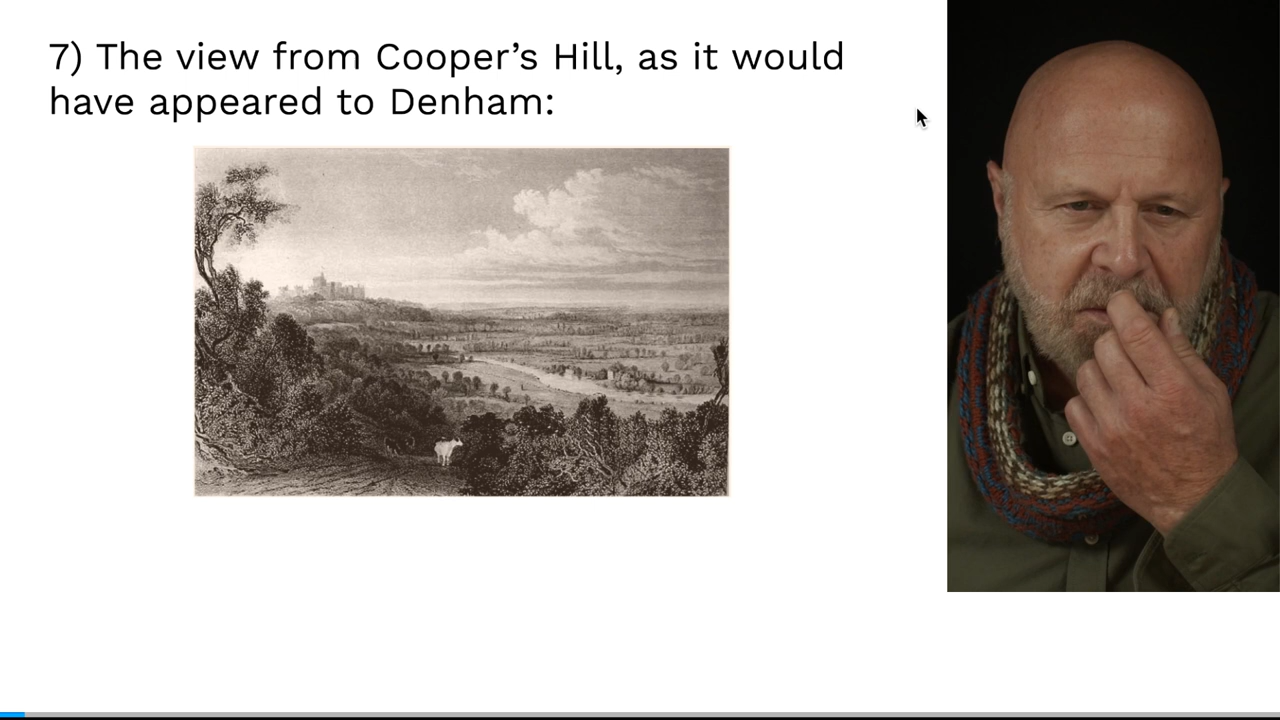 7) The view from Cooper’s Hill, as it would
have appeared to Denham: